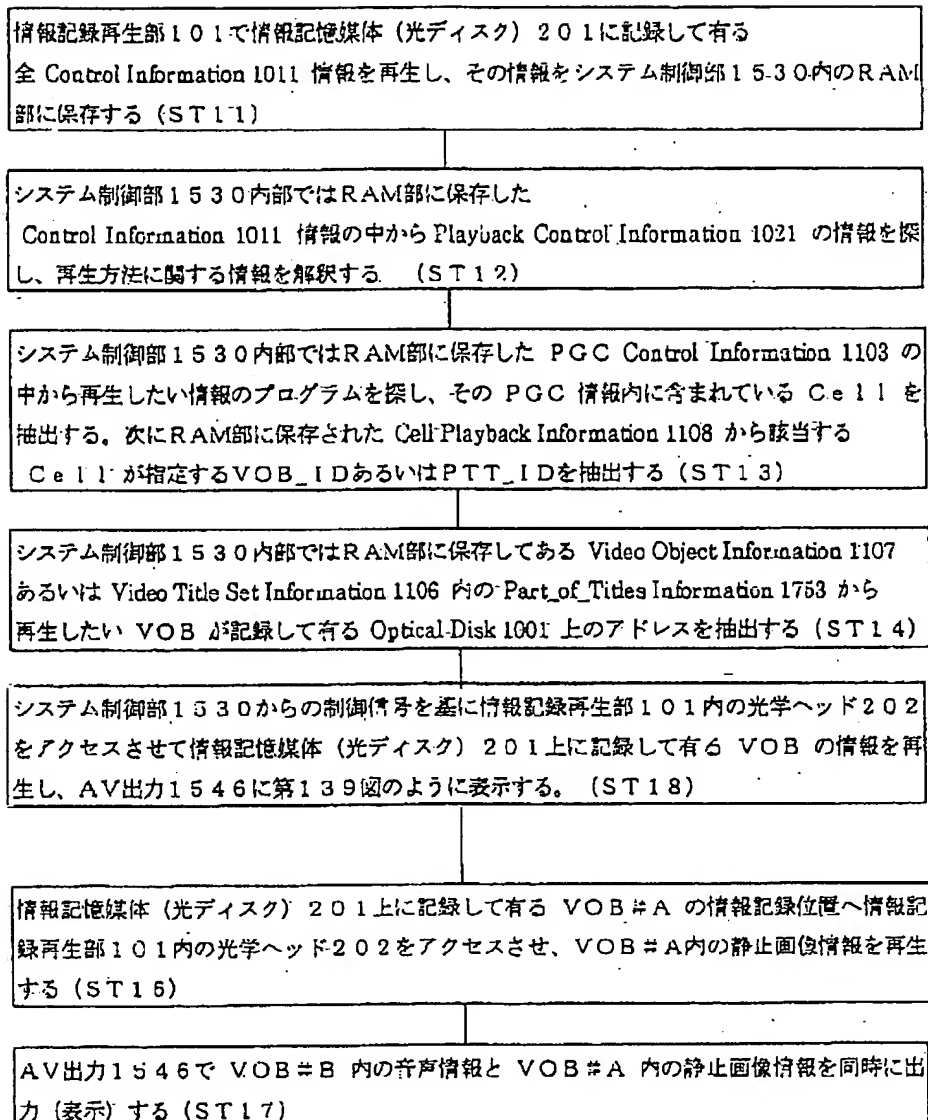 情報記録再生部101で情報記憶媒体(光ディスク)201に記録して有る
全 Control Information 1011 情報を再生し、その情報をシステム制御部1530内のRAM
部に保存する(ST11)
システム制御部1530内部ではRAM部に保存した
Control Information 1011 情報の中から Playback Control Information 1021 の情報を探
し、再生方法に関する情報を解釈する (ST12)
システム制御部1530内部ではRAM部に保存した PGC Control Information 1103 の
中から再生したい情報のプログラムを探し、その PGC 情報内に含まれている Cell を
抽出する。次にRAM部に保存された Cell Playback Information 1108 から該当する
Cell が指定するVOB_IDあるいはPTT_IDを抽出する(ST13)
システム制御部1530内部ではRAM部に保存してある Video Object Information 1107
あるいは Video Title Set Information 1106 内の Part_of_Titles Information 1753 から
再生したい VOB が記録して有る Optical Disk 1001 上のアドレスを抽出する(ST14)
システム制御部1530からの制御信号を基に情報記録再生部101内の光学ヘッド202
をアクセスさせて情報記憶媒体(光ディスク)201上に記録して有る VOB の情報を再
生し、AV出力1546に第139図のように表示する。(ST18)
情報記憶媒体(光ディスク)201上に記録して有る VOB#A の情報記録位置へ情報記
録再生部101内の光学ヘッド202をアクセスさせ、VOB#A内の静止画像情報を再生
する(ST16)
AV出力1546で VOB#B 内の音声情報と VOB#A 内の静止画像情報を同時に出
力(表示)する(ST17)